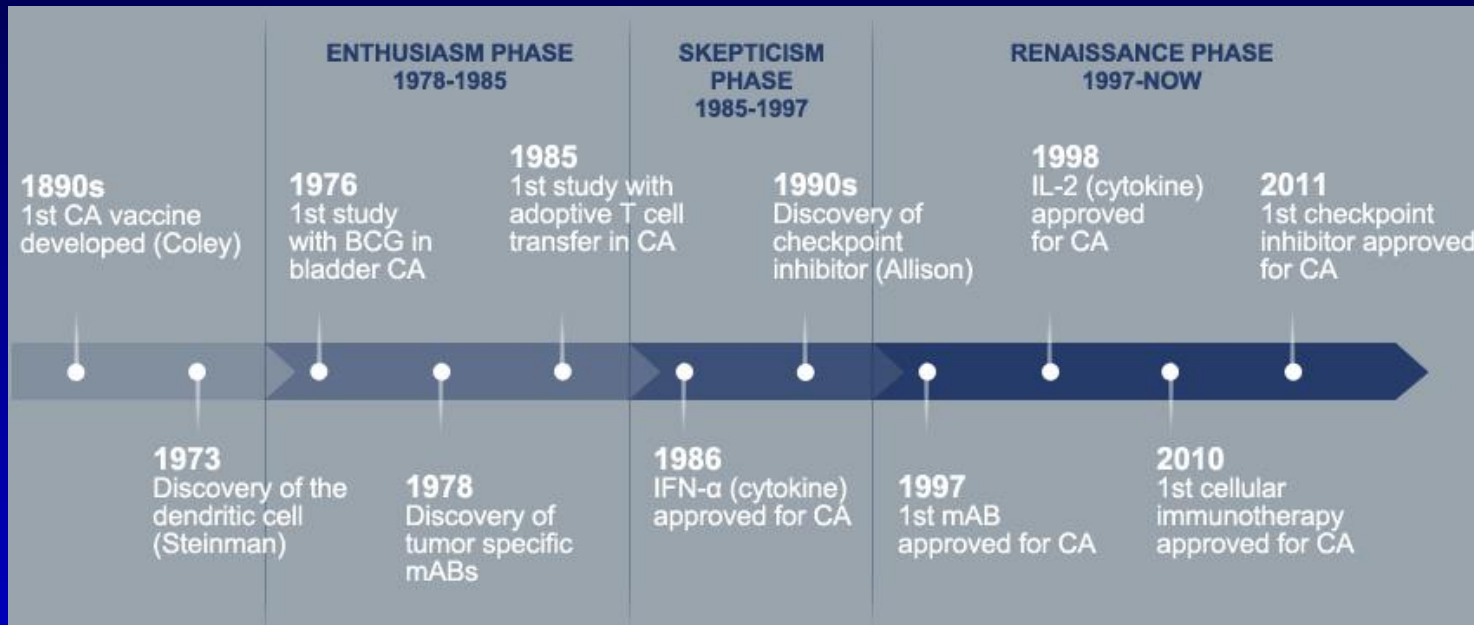 ENTHUSIASM PHASE
1978-1985
SKEPTICISM
PHASE
1985-1997
RENAISSANCE PHASE
1997-NOW
1890s
1st CA vaccine
developed (Coley)
1976
1st study
with BCG in
bladder CA
1985
1st study with
adoptive T cell
transfer in CA
1990s
Discovery of
checkpoint
inhibitor (Allison)
1998
IL-2 (cytokine)
approved
for CA
2011
1st checkpoint
inhibitor approved
for CA
1973
Discovery of the
dendritic cell
(Steinman)
1978
Discovery of
tumor specific
mABs
1986
IFN-α (cytokine)
approved for CA
1997
1st mAB
approved for CA
2010
1st cellular
immunotherapy
approved for CA